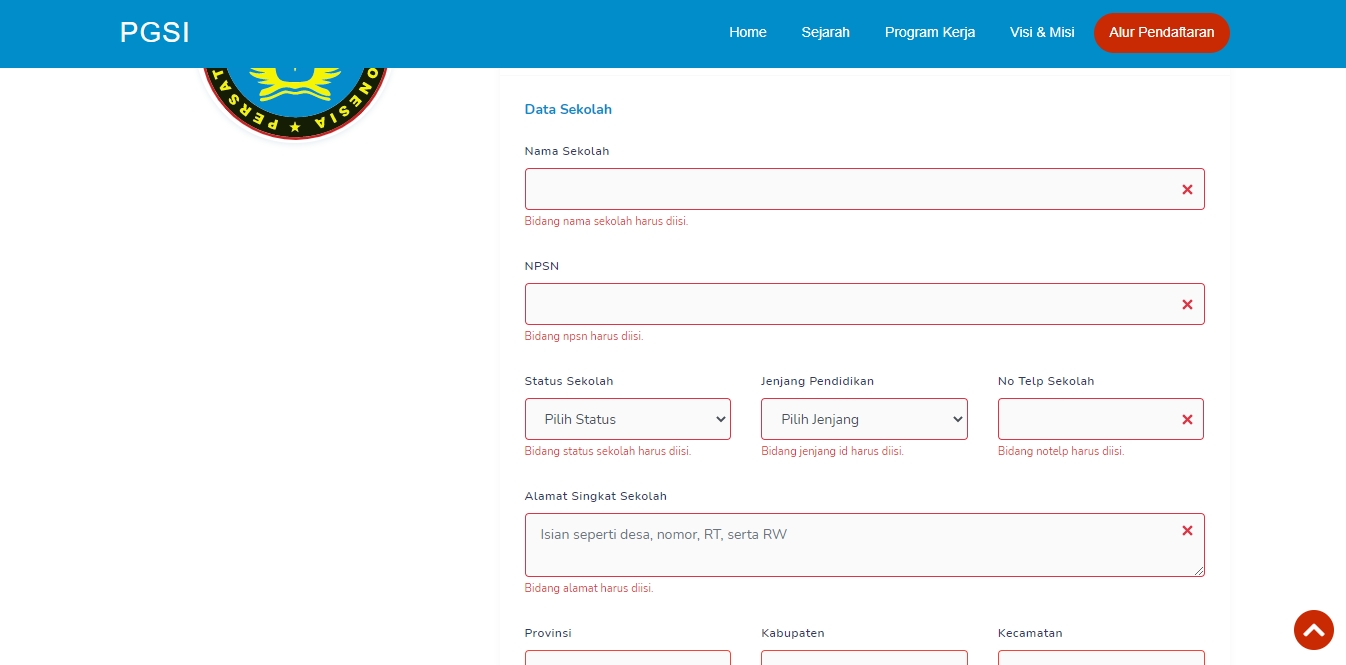 PGSI
Home
Sejarah
Program Kerja
Visi & Misi
Alur Pendaftaran
ONESIA ★ PERSAT
Data Sekolah
Nama Sekolah
Bidang nama sekolah harus diisi.
NPSN
Bidang npsn harus diisi.
Status Sekolah
Jenjang Pendidikan
No Telp Sekolah
Pilih Status
Pilih Jenjang
Bidang status sekolah harus diisi.
Bidang jenjang id harus diisi.
Bidang notelp harus diisi.
Alamat Singkat Sekolah
Isian seperti desa, nomor, RT, serta RW
Bidang alamat harus diisi.
Provinsi
Kabupaten
Kecamatan